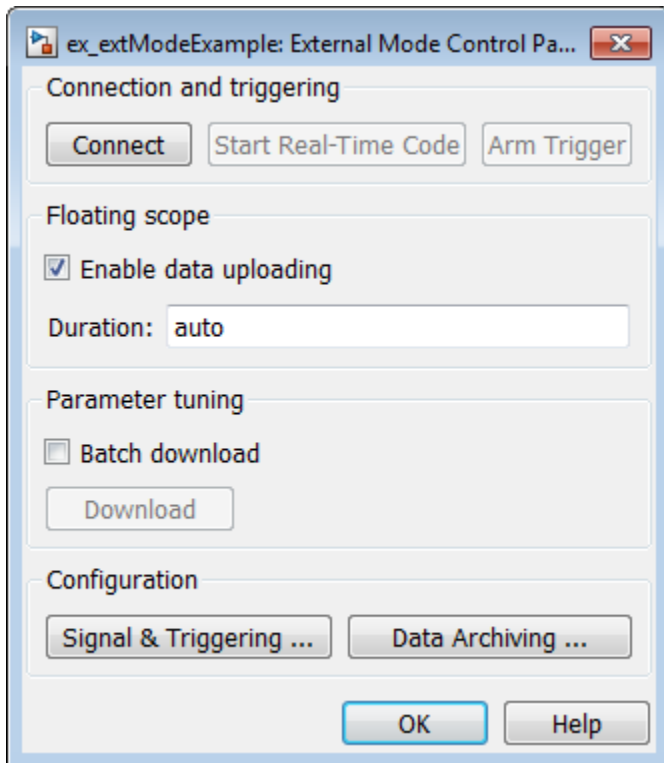 ex_extModeExample: External Mode Control Pa...
Connection and triggering
Connect Start Real-Time Code Arm Trigger
Floating scope
Enable data uploading
Duration: auto
Parameter tuning
Batch download
Download
Configuration
Signal & Triggering ... Data Archiving ...
OK Help